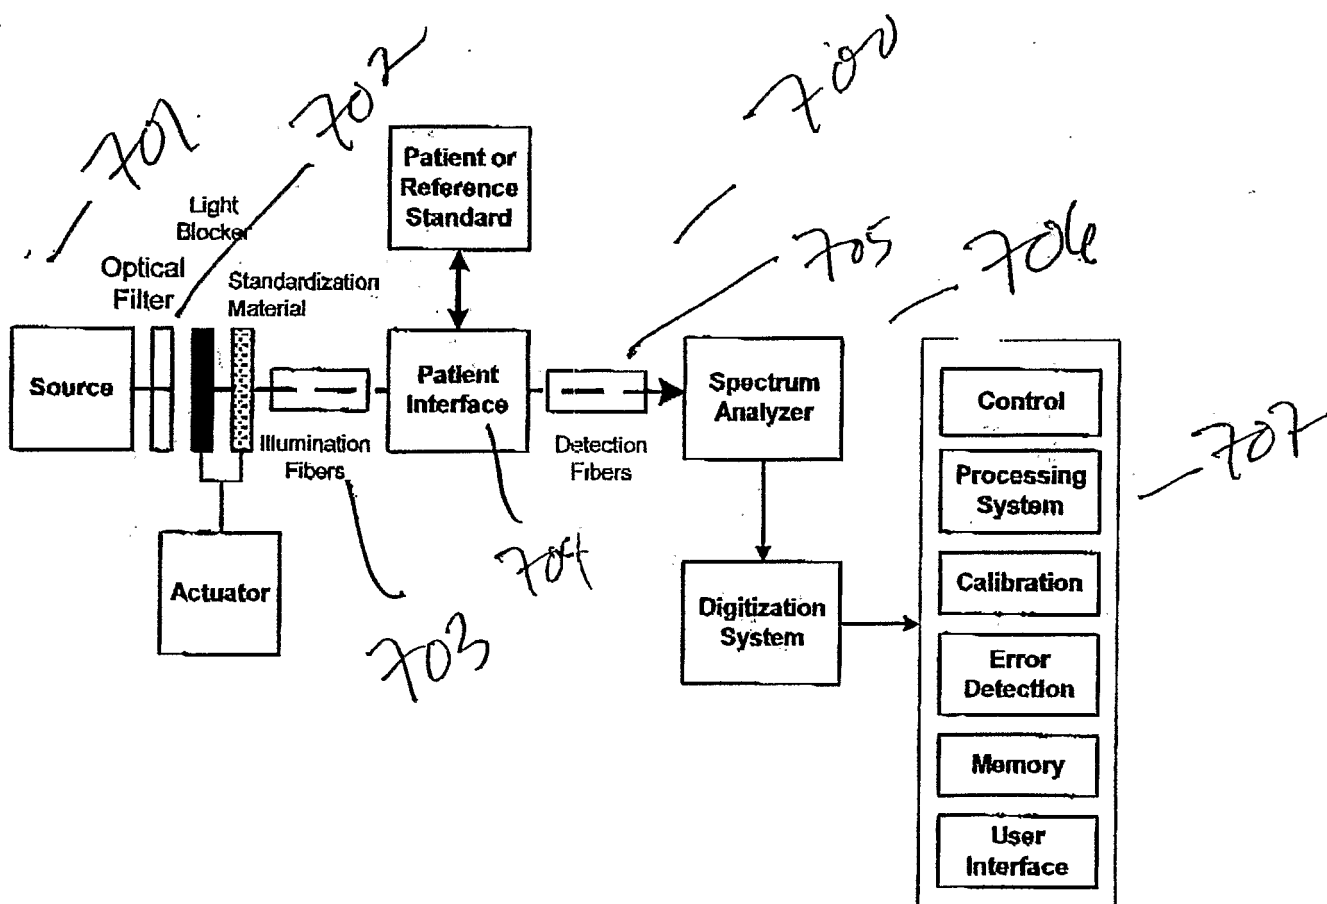 700
701
702
Patient or
Reference
Standard
Light
Blocker
705
706
Optical
Filter
Standardization
Material
Source
Patient
Interface
Spectrum
Analyzer
Control
707
Illumination
Fibers
Detection
Fibers
Processing
System
704
Actuator
Digitization
System
Calibration
703
Error
Detection
Memory
User
Interface